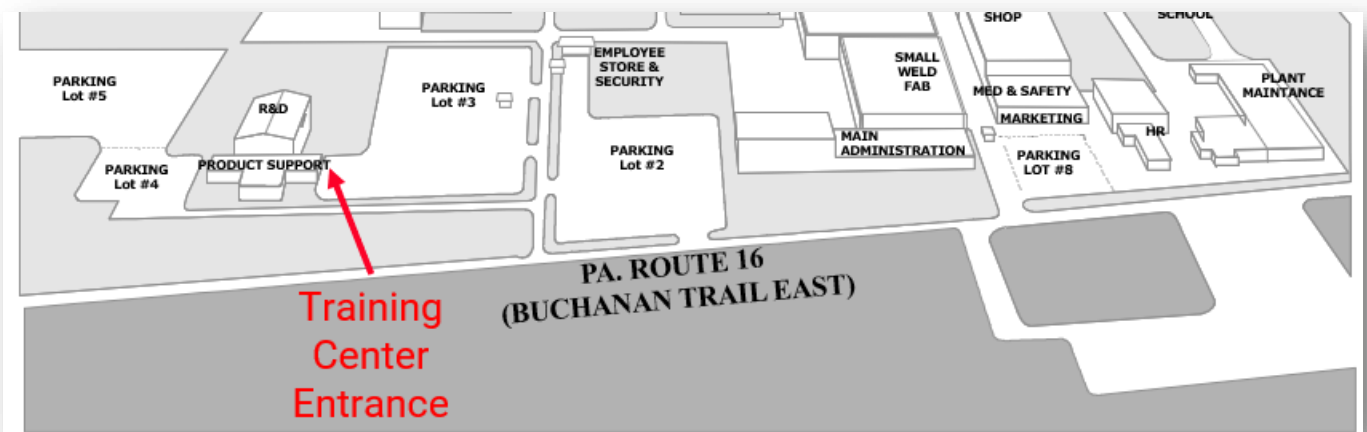 SHOP
SCHOOL
EMPLOYEE
STORE &
SECURITY
PARKING
Lot #5
PARKING
Lot #3
R&D
SMALL
WELD
FAB
MED & SAFETY
PLANT
MAINTANCE
MARKETING
HR
MAIN
ADMINISTRATION
PARKING
Lot #2
PARKING
LOT #8
PRODUCT SUPPORT
PARKING
Lot #4
PA. ROUTE 16
(BUCHANAN TRAIL EAST)
Training
Center
Entrance